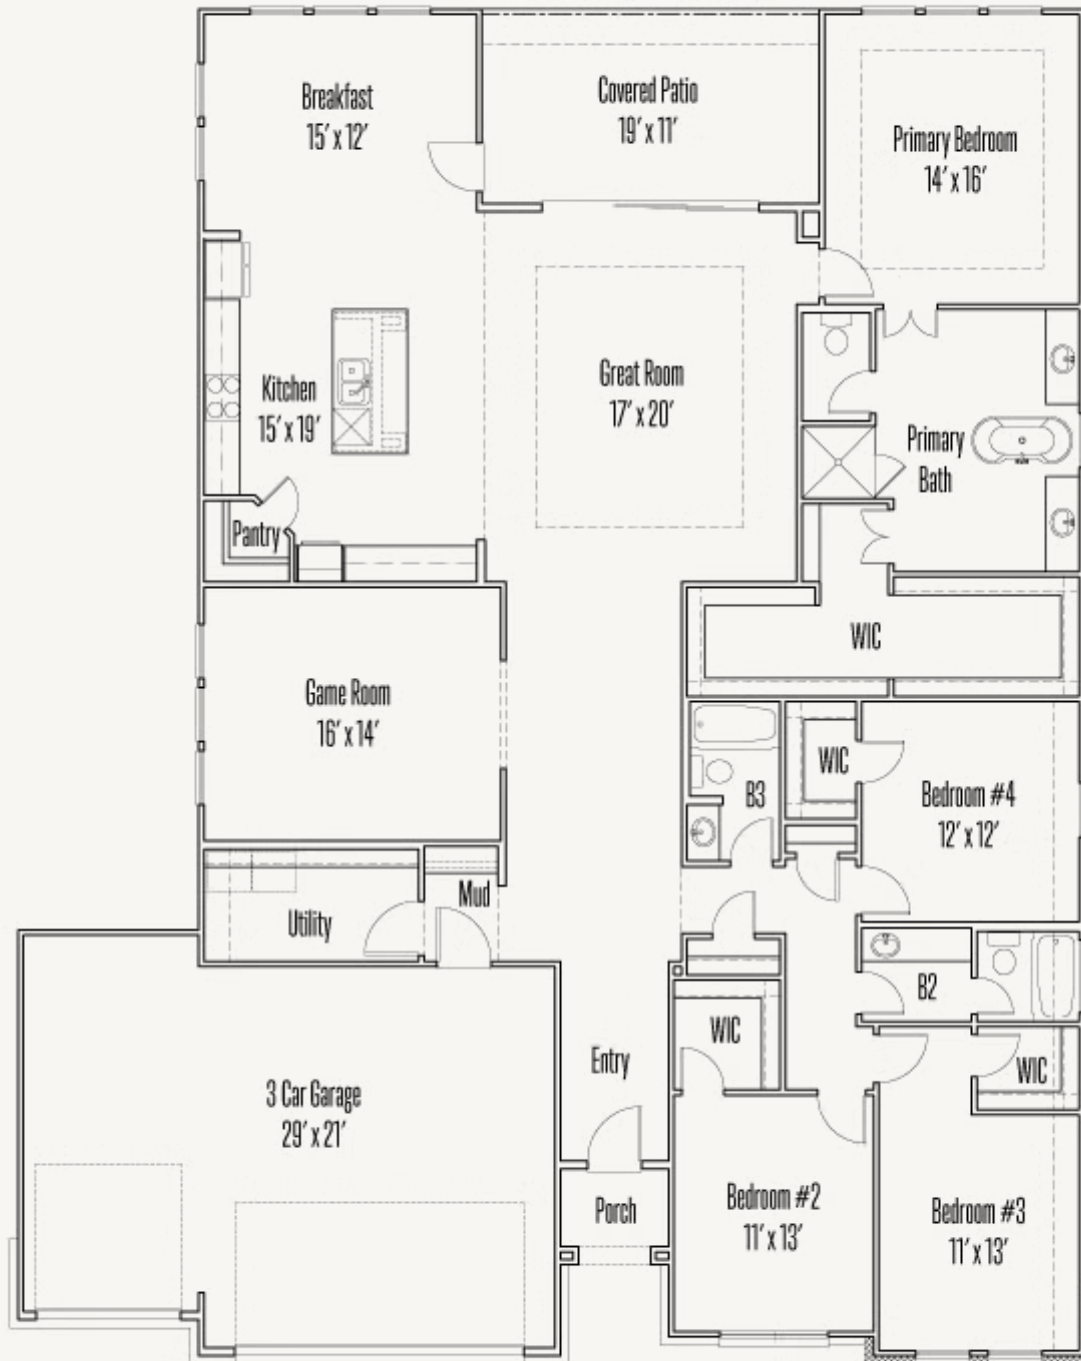 Breakfast
15' x 12'
Covered Patio
19' x 11'
Primary Bedroom
14' x 16'
Kitchen
15' x 19'
Great Room
17' x 20'
Primary
Bath
Pantry
WIC
Game Room
16' x 14'
WIC
B3
Bedroom #4
12' x 12'
Mud
Utility
B2
WIC
Entry
WIC
3 Car Garage
29' x 21'
Porch
Bedroom #2
11' x 13'
Bedroom #3
11' x 13'